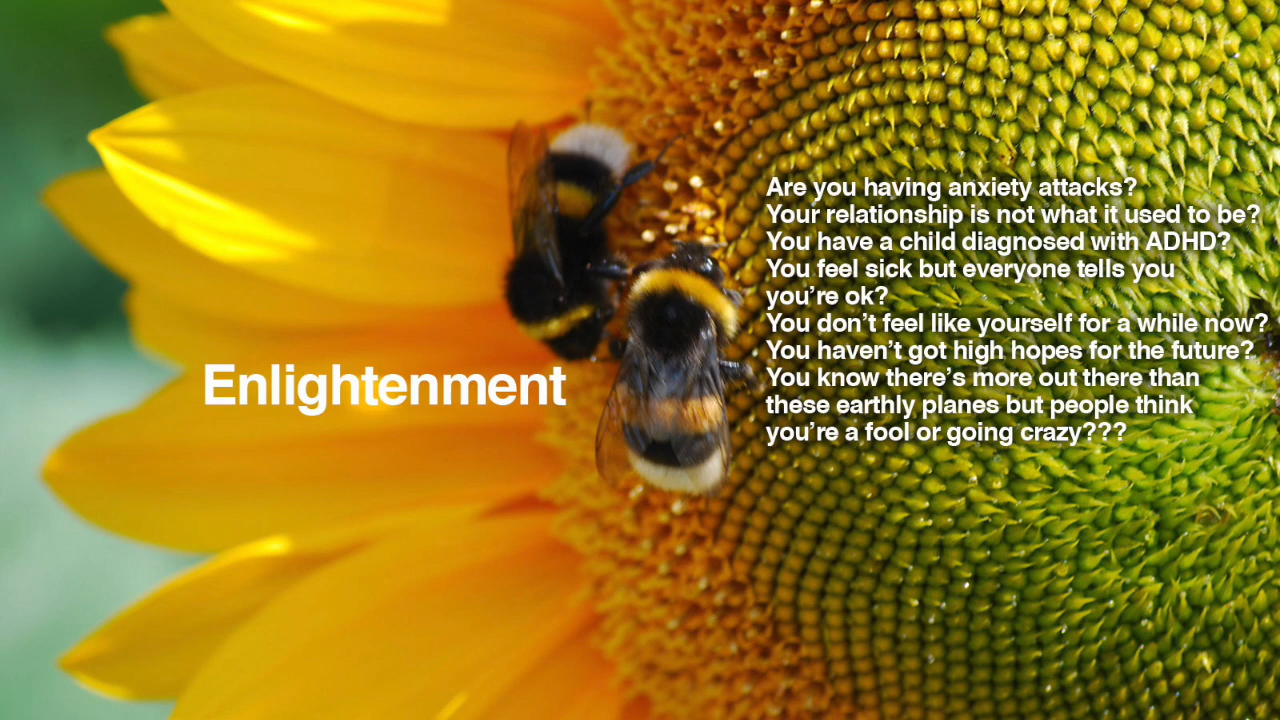 Enlightenment
Are you having anxiety attacks?
Your relationship is not what it used to be?
You have a child diagnosed with ADHD?
You feel sick but everyone tells you
you’re ok?
You don’t feel like yourself for a while now?
You haven’t got high hopes for the future?
You know there’s more out there than
these earthly planes but people think
you’re a fool or going crazy???